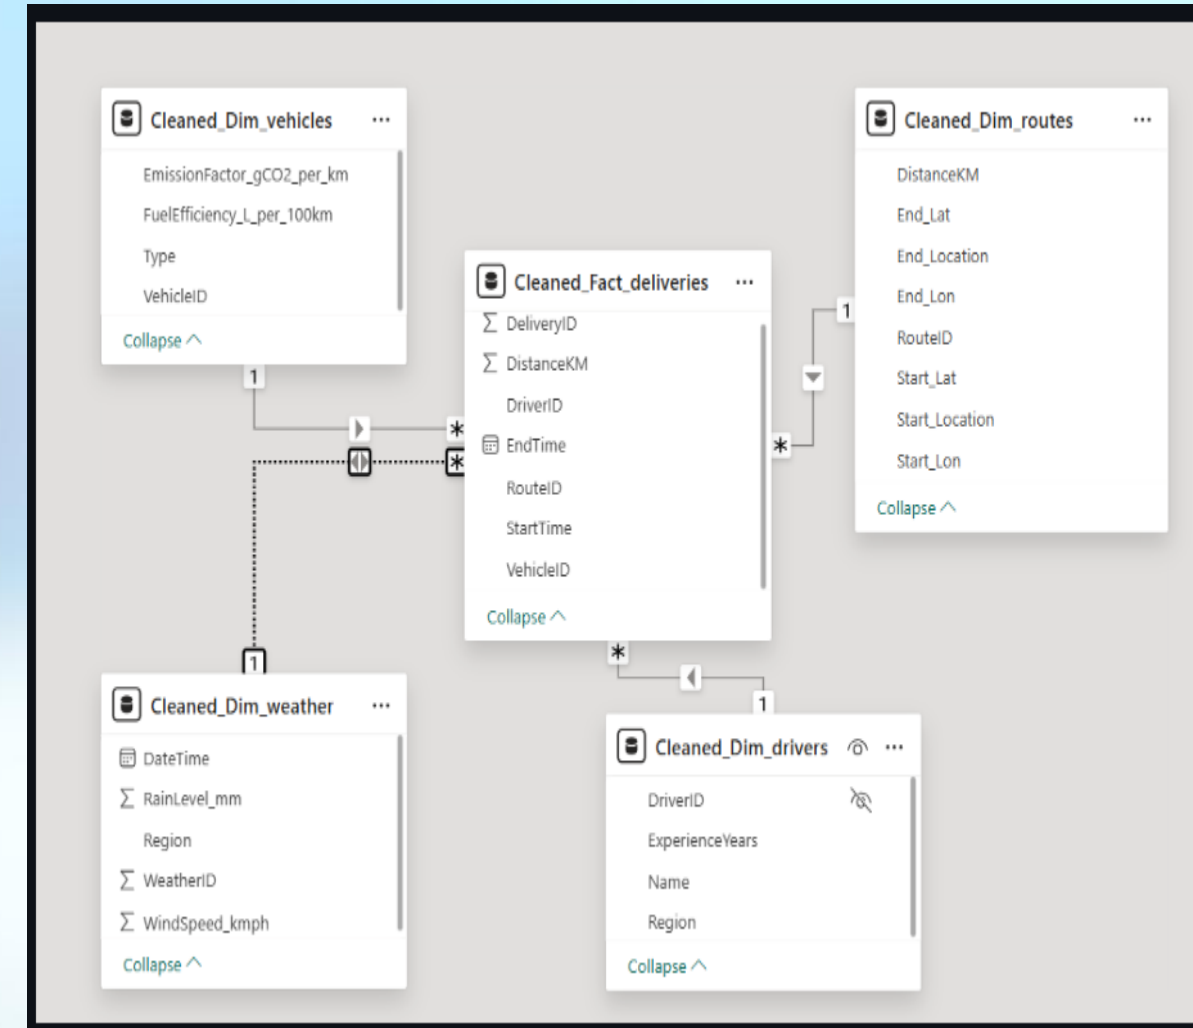 Cleaned_Dim_vehicles
EmissionFactor_gCO2_per_km
FuelEfficiency_L_per_100km
Type
VehicleID
Collapse
1
*
*
1
Cleaned_Fact_deliveries
∑ DeliveryID
∑ DistanceKM
DriverID
EndTime
RouteID
StartTime
VehicleID
Collapse
*
1
*
1
Cleaned_Dim_routes
DistanceKM
End_Lat
End_Location
End_Lon
RouteID
Start_Lat
Start_Location
Start_Lon
Collapse
Cleaned_Dim_weather
DateTime
∑ RainLevel_mm
Region
∑ WeatherID
∑ WindSpeed_kmph
Collapse
Cleaned_Dim_drivers
DriverID
ExperienceYears
Name
Region
Collapse